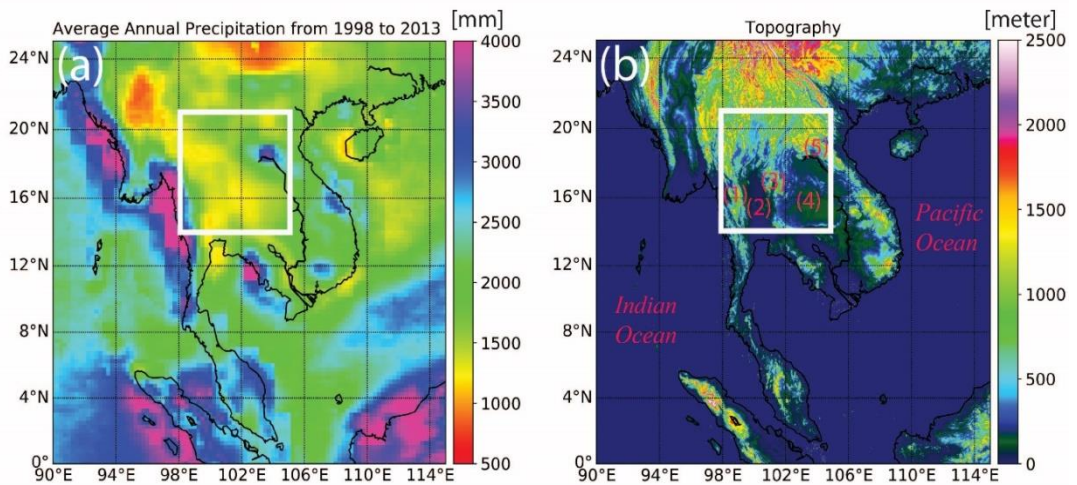 Average Annual Precipitation from 1998 to 2013
[mm]
(a)
24°N
20°N
16°N
12°N
8°N
4°N
0°
90°E 94°E 98°E 102°E 106°E 110°E 114°E
4000
3500
3000
2500
2000
1500
1000
500
Topography
[meter]
(b)
24°N
20°N
16°N
12°N
8°N
4°N
0°
90°E 94°E 98°E 102°E 106°E 110°E 114°E
(5)
(1)
(2)
(4)
Pacific
Ocean
Indian
Ocean
2500
2000
1500
1000
500
0